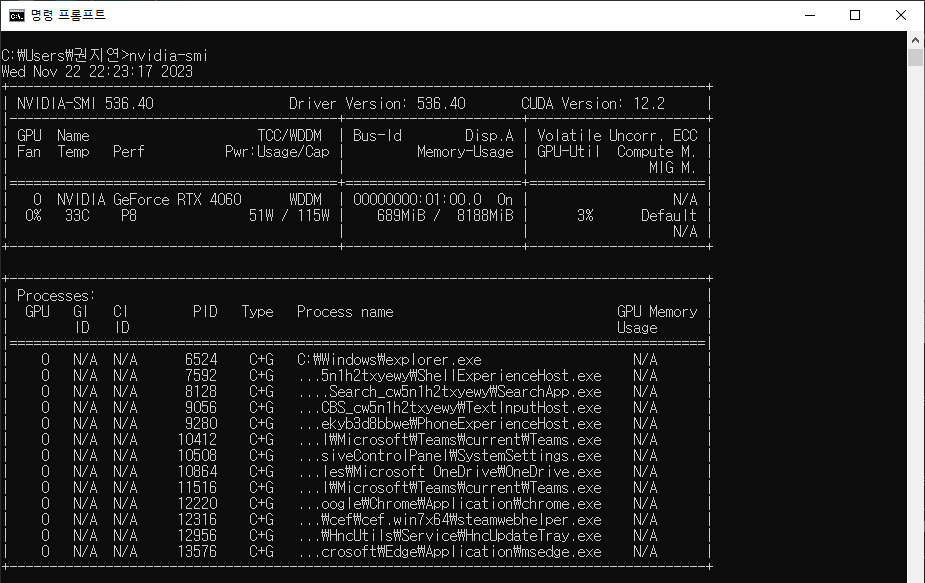 명령 프롬프트
C:₩Users₩권지연>nvidia-smi
Wed Nov 22 22:23:17 2023
+---------------------------------------------------------------------------------------+
| NVIDIA-SMI 536.40                 Driver Version: 536.40       CUDA Version: 12.2     |
|-----------------------------------------+----------------------+----------------------+
| GPU  Name                     TCC/WDDM  | Bus-Id        Disp.A | Volatile Uncorr. ECC |
| Fan  Temp   Perf          Pwr:Usage/Cap |         Memory-Usage | GPU-Util  Compute M. |
|                                         |                      |               MIG M. |
|=========================================+======================+======================|
|   0  NVIDIA GeForce RTX 4060      WDDM  | 00000000:01:00.0  On |                  N/A |
|  0%   33C    P8              51W / 115W |    689MiB /  8188MiB |      3%      Default |
|                                         |                      |                  N/A |
+-----------------------------------------+----------------------+----------------------+
+---------------------------------------------------------------------------------------+
| Processes:                                                                            |
|  GPU   GI   CI        PID   Type   Process name                            GPU Memory |
|        ID   ID                                                             Usage      |
|=======================================================================================|
|    0   N/A  N/A      6524    C+G   C:₩Windows₩explorer.exe                   N/A      |
|    0   N/A  N/A      7592    C+G   ...5n1h2txyewy₩ShellExperienceHost.exe    N/A      |
|    0   N/A  N/A      8128    C+G   ....Search_cw5n1h2txyewy₩SearchApp.exe    N/A      |
|    0   N/A  N/A      9056    C+G   ...CBS_cw5n1h2txyewy₩TextInputHost.exe    N/A      |
|    0   N/A  N/A      9280    C+G   ...ekyb3d8bbwe₩PhoneExperienceHost.exe    N/A      |
|    0   N/A  N/A     10412    C+G   ...l₩Microsoft₩Teams₩current₩Teams.exe    N/A      |
|    0   N/A  N/A     10508    C+G   ...siveControlPanel₩SystemSettings.exe    N/A      |
|    0   N/A  N/A     10864    C+G   ...les₩Microsoft OneDrive₩OneDrive.exe    N/A      |
|    0   N/A  N/A     11516    C+G   ...l₩Microsoft₩Teams₩current₩Teams.exe    N/A      |
|    0   N/A  N/A     12220    C+G   ...oogle₩Chrome₩Application₩chrome.exe    N/A      |
|    0   N/A  N/A     12316    C+G   ...₩cef₩cef.win7x64₩steamwebhelper.exe    N/A      |
|    0   N/A  N/A     12956    C+G   ...₩HncUtils₩Service₩HncUpdateTray.exe    N/A      |
|    0   N/A  N/A     13576    C+G   ...crosoft₩Edge₩Application₩msedge.exe    N/A      |
+---------------------------------------------------------------------------------------+